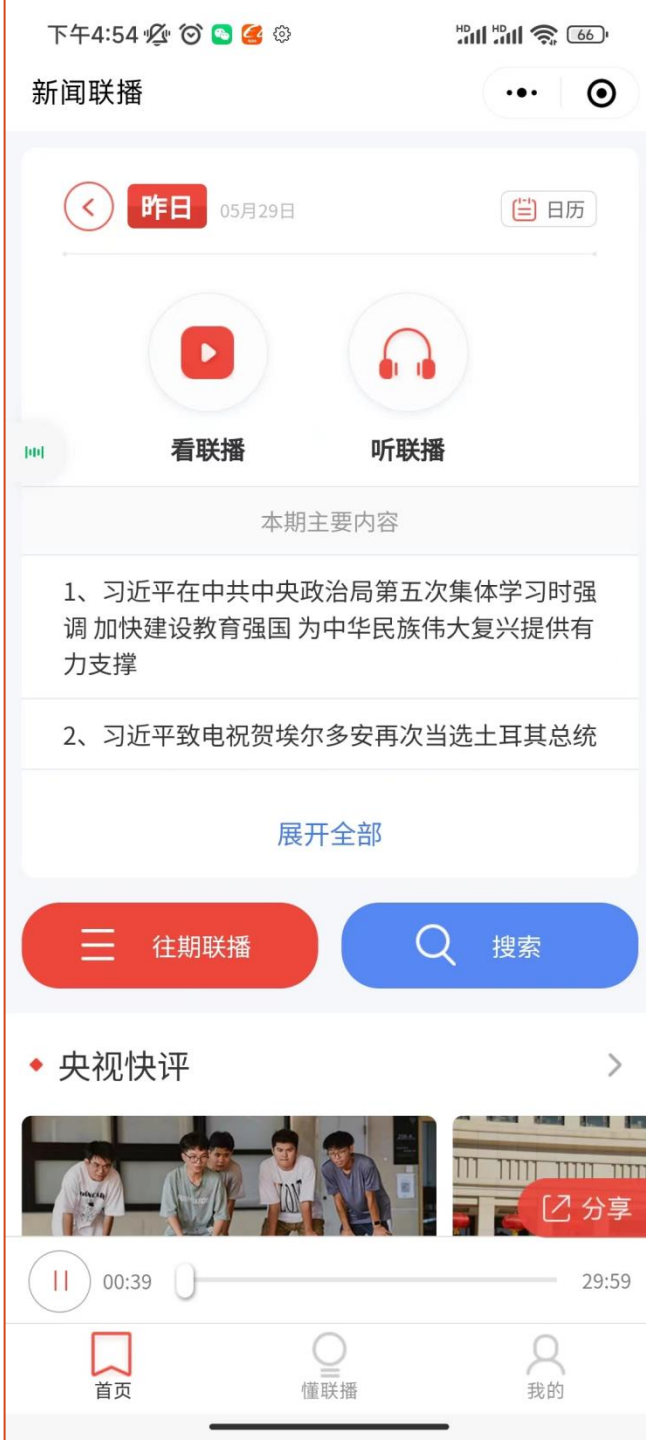 下午4:54
HD HD 66
新闻联播
昨日 05月29日 日历
看联播 听联播
本期主要内容
1、习近平在中共中央政治局第五次集体学习时强
调 加快建设教育强国 为中华民族伟大复兴提供有
力支撑
2、习近平致电祝贺埃尔多安再次当选土耳其总统
展开全部
往期联播 搜索
央视快评
分享
00:39 29:59
首页 懂联播 我的